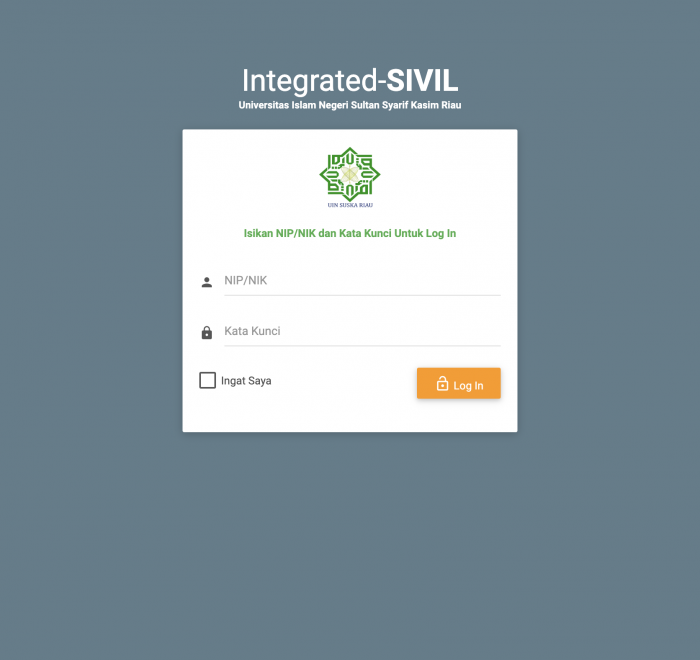 Integrated-SIVIL
Universitas Islam Negeri Sultan Syarif Kasim Riau
UIN SUSKA RIAU
Isikan NIP/NIK dan Kata Kunci Untuk Log In
NIP/NIK
Kata Kunci
Ingat Saya
Log In